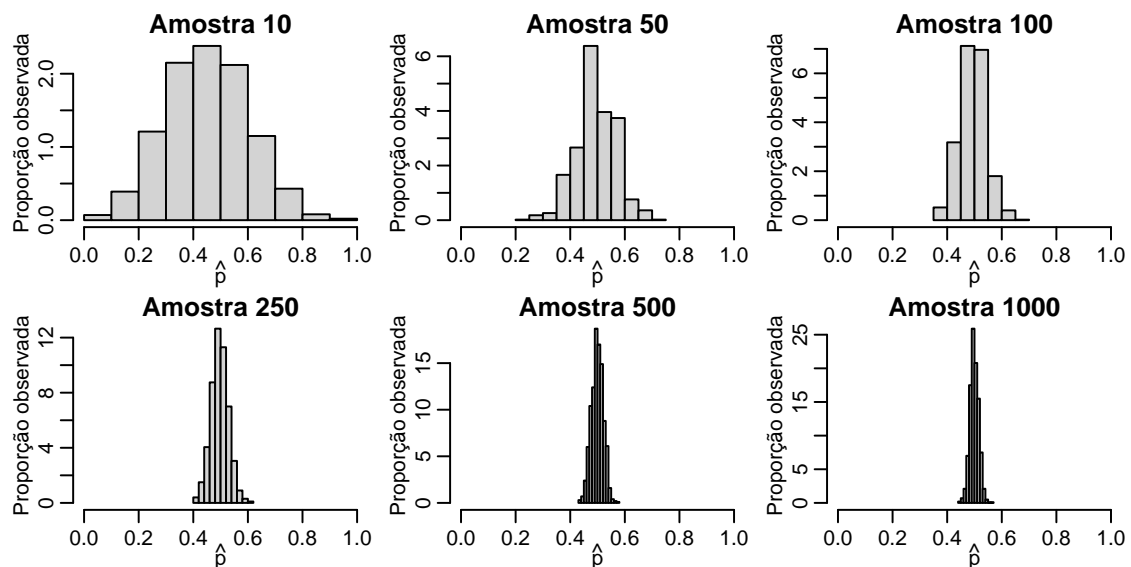 Amostra 10
Proporção observada
0.0 1.0 2.0
0.0 0.2 0.4 0.6 0.8 1.0
p̂
Amostra 50
Proporção observada
0 2 4 6
0.0 0.2 0.4 0.6 0.8 1.0
p̂
Amostra 100
Proporção observada
0 2 4 6
0.0 0.2 0.4 0.6 0.8 1.0
p̂
Amostra 250
Proporção observada
0 4 8 12
0.0 0.2 0.4 0.6 0.8 1.0
p̂
Amostra 500
Proporção observada
0 5 10 15
0.0 0.2 0.4 0.6 0.8 1.0
p̂
Amostra 1000
Proporção observada
0 5 15 25
0.0 0.2 0.4 0.6 0.8 1.0
p̂